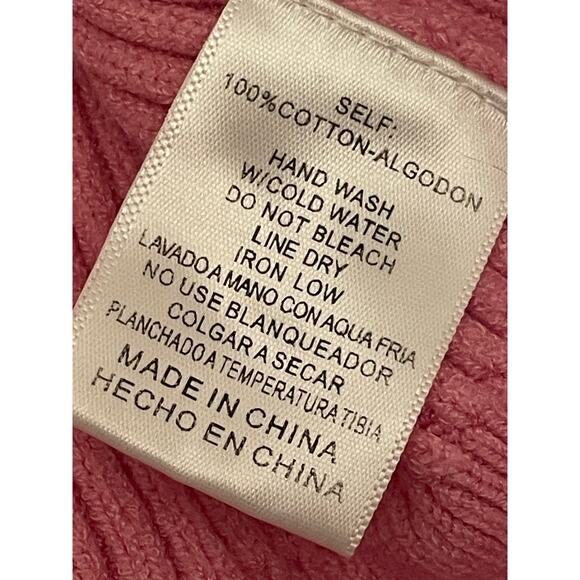 SELF:
100%COTTON-ALGODON
HAND WASH
W/COLD WATER
DO NOT BLEACH
LINE DRY
IRON LOW
LAVADO A MANO CON AQUA FRIA
NO USE BLANQUEADOR
COLGAR A SECAR
PLANCHADO A TEMPERATURA TIBIA
MADE IN CHINA
HECHO EN CHINA